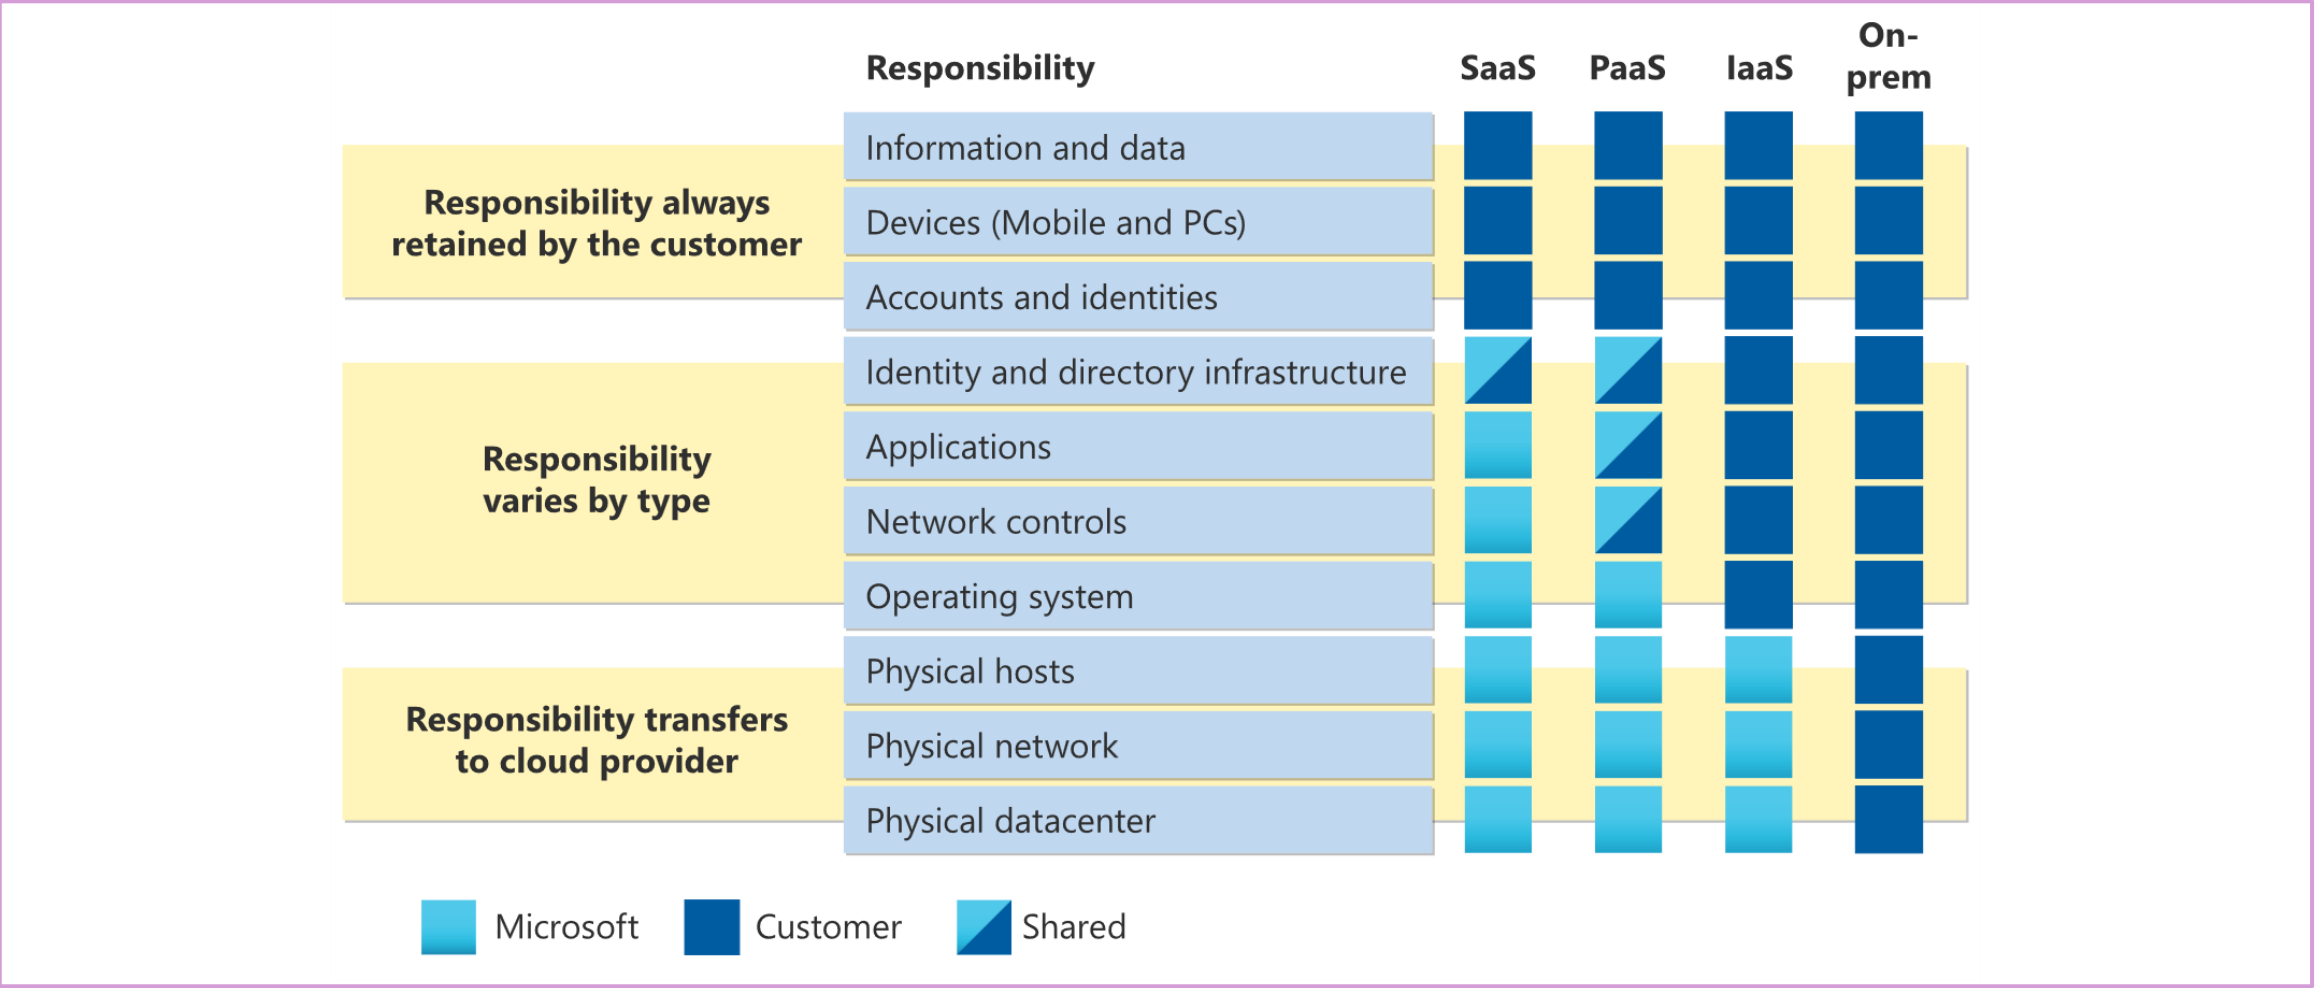 Responsibility
SaaS
PaaS
IaaS
On-
prem
Responsibility always
retained by the customer
Information and data
Devices (Mobile and PCs)
Accounts and identities
Responsibility
varies by type
Identity and directory infrastructure
Applications
Network controls
Operating system
Responsibility transfers
to cloud provider
Physical hosts
Physical network
Physical datacenter
Microsoft
Customer
Shared